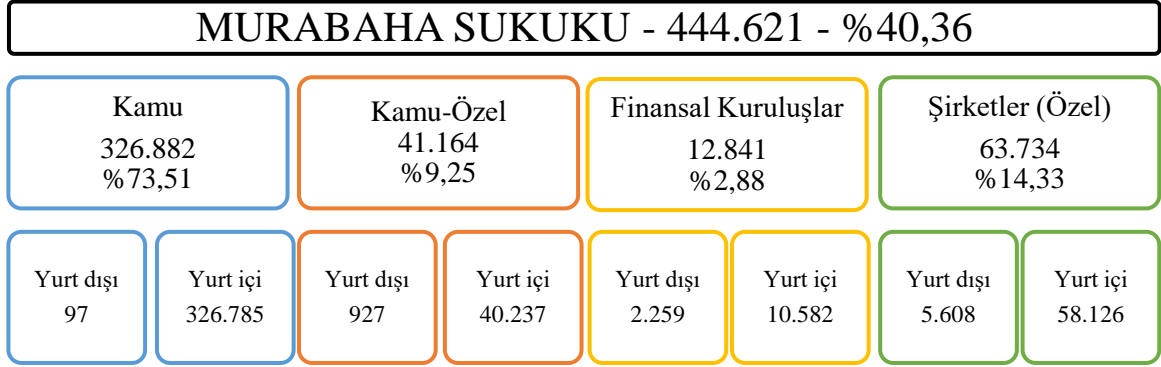 MURABAHA SUKUKU - 444.621 - %40,36
Kamu
326.882
%73,51
Kamu-Özel
41.164
%9,25
Finansal Kuruluşlar
12.841
%2,88
Şirketler (Özel)
63.734
%14,33
Yurt dışı
97
Yurt içi
326.785
Yurt dışı
927
Yurt içi
40.237
Yurt dışı
2.259
Yurt içi
10.582
Yurt dışı
5.608
Yurt içi
58.126